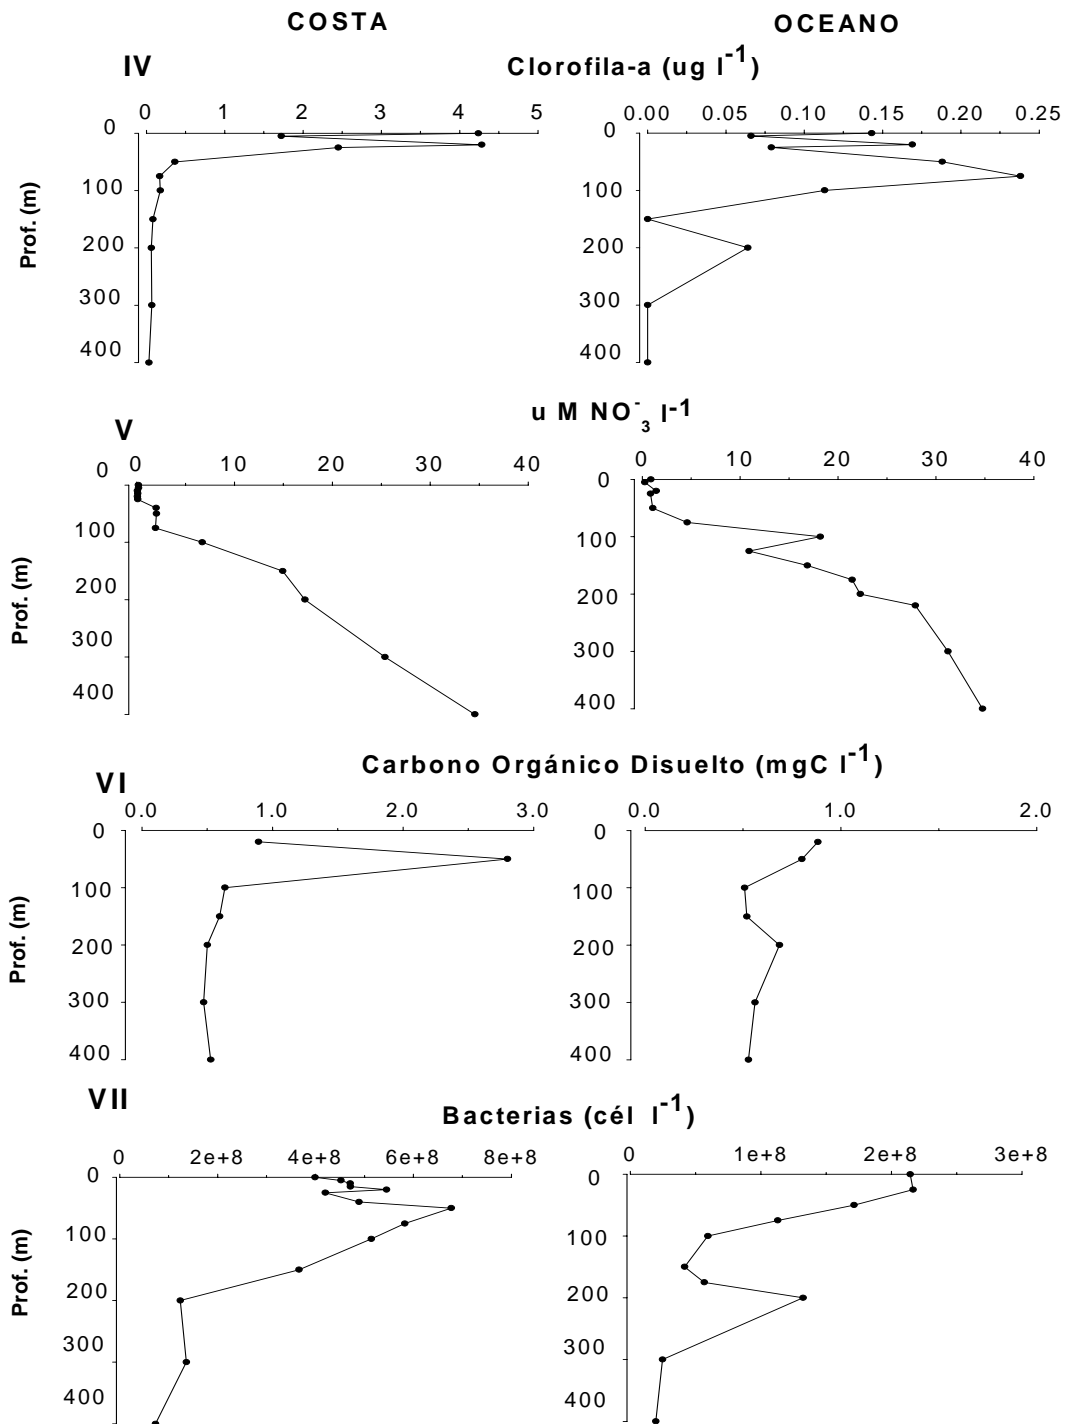 COSTA OCEANO
IV Clorofila-a (ug l-1)
0 1 2 3 4 5 0.00 0.05 0.10 0.15 0.20 0.25
0 0
100 100
200 200
300 300
400 400
Prof. (m)
V u M NO3- l-1
0 10 20 30 40 0 10 20 30 40
0 0
100 100
200 200
300 300
400 400
Prof. (m)
VI Carbono Orgánico Disuelto (mgC l-1)
0.0 1.0 2.0 3.0 0.0 1.0 2.0
0 0
100 100
200 200
300 300
400 400
Prof. (m)
VII Bacterias (cél l-1)
0 2e+8 4e+8 6e+8 8e+8 0 1e+8 2e+8 3e+8
0 0
100 100
200 200
300 300
400 400
Prof. (m)